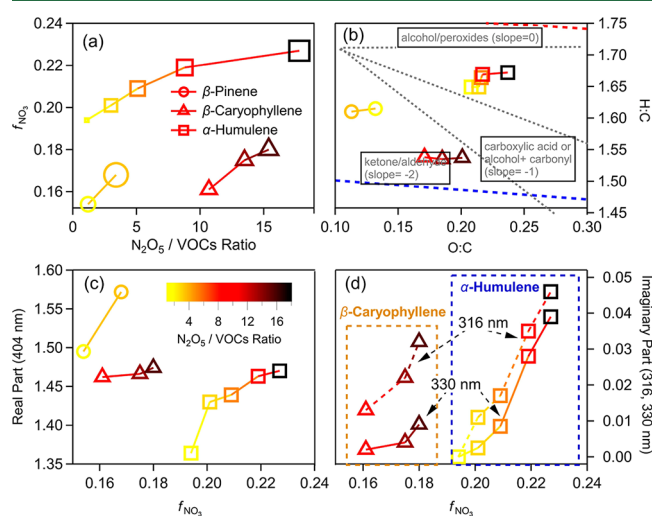 (a)
0.24
0.22
0.20
0.18
0.16
fNO3
β-Pinene
β-Caryophyllene
α-Humulene
0
5
10
15
N2O5 / VOCs Ratio
(b)
alcohol/peroxides (slope=0)
ketone/aldehyde
(slope= -2)
carboxylic acid or
alcohol+ carbonyl
(slope= -1)
1.75
1.70
1.65
1.60
1.55
1.50
1.45
H:C
0.10
0.15
0.20
0.25
0.30
O:C
(c)
1.60
1.55
1.50
1.45
1.40
1.35
Real Part (404 nm)
4
8
12
16
N2O5 / VOCs Ratio
0.16
0.18
0.20
0.22
0.24
fNO3
(d)
α-Humulene
β-Caryophyllene
316 nm
330 nm
0.05
0.04
0.03
0.02
0.01
0.00
Imaginary Part (316, 330 nm)
0.16
0.18
0.20
0.22
0.24
fNO3